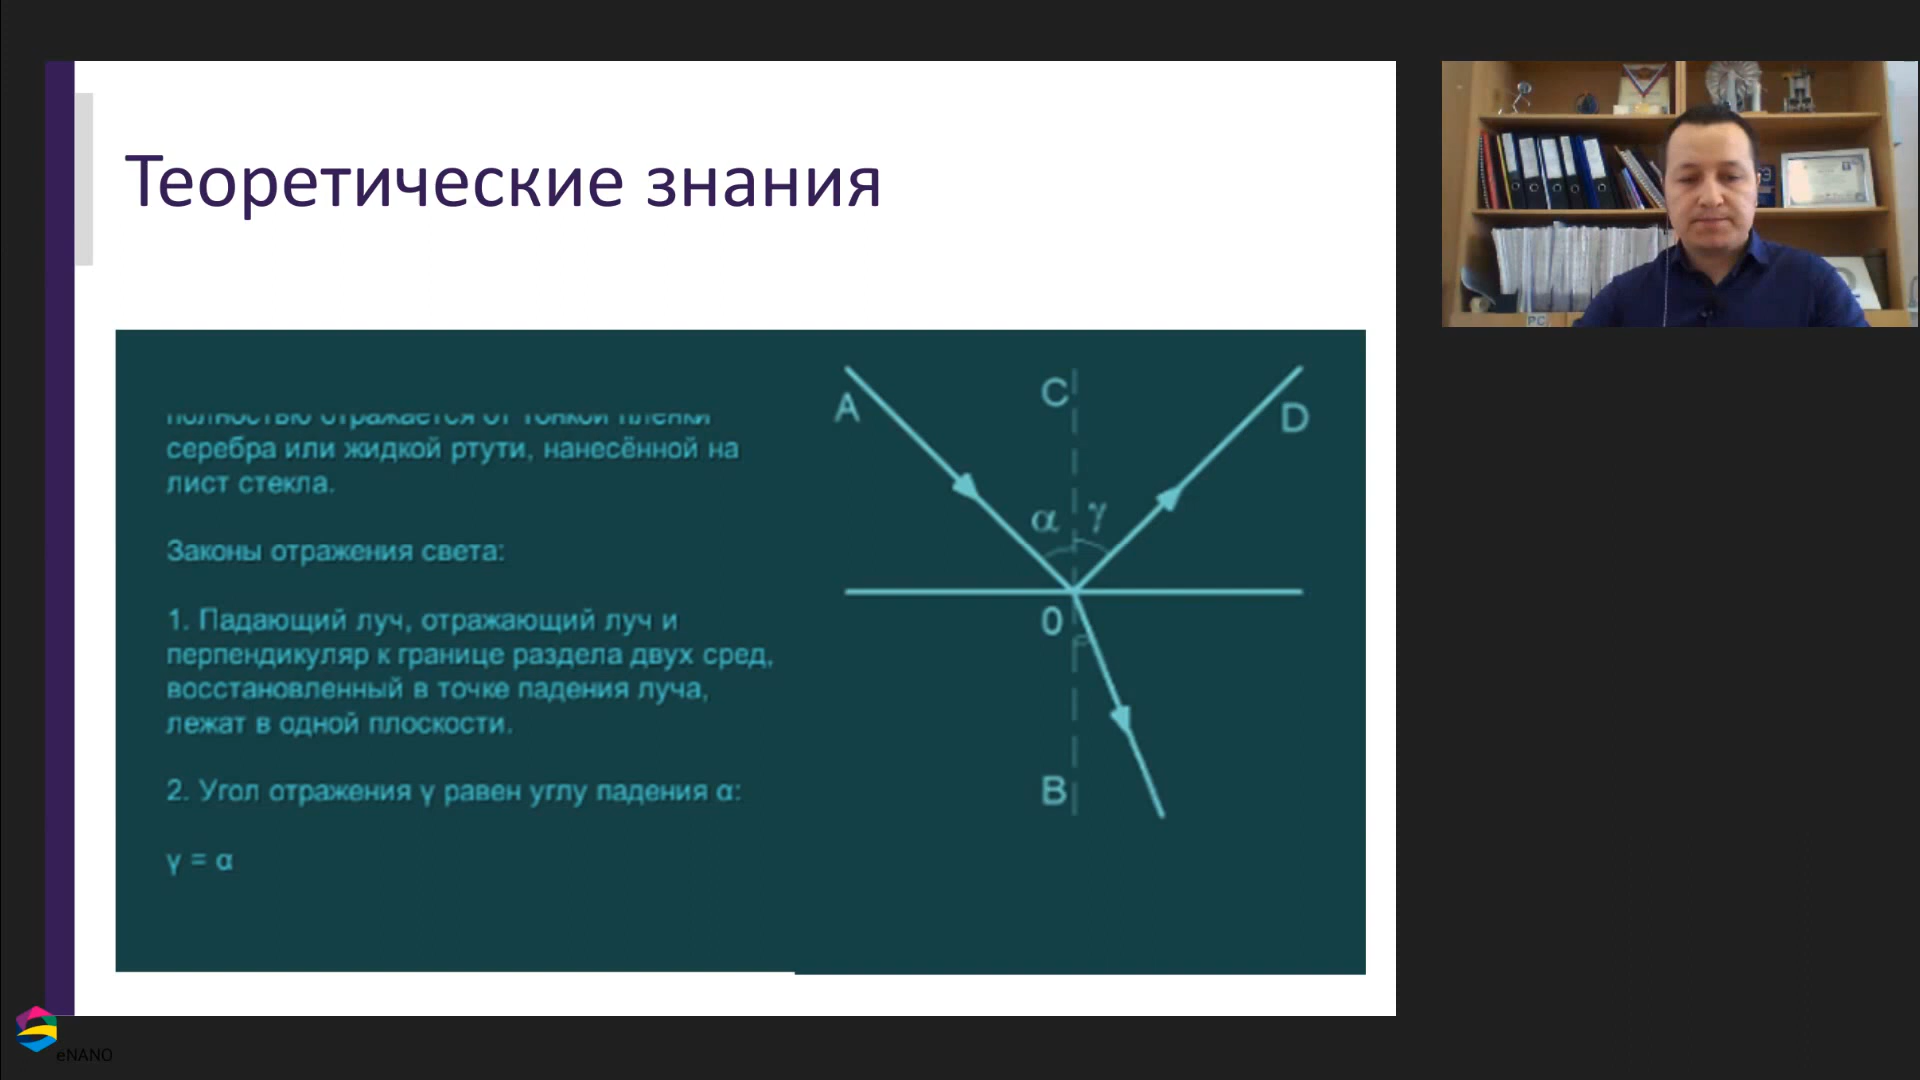 Теоретические знания
полностью отражается от тонкой плёнки
серебра или жидкой ртути, нанесённой на
лист стекла.
Законы отражения света:
1. Падающий луч, отражающий луч и
перпендикуляр к границе раздела двух сред,
восстановленный в точке падения луча,
лежат в одной плоскости.
2. Угол отражения γ равен углу падения α:
γ = α
A
C
D
α
γ
0
B
PC
eNANO